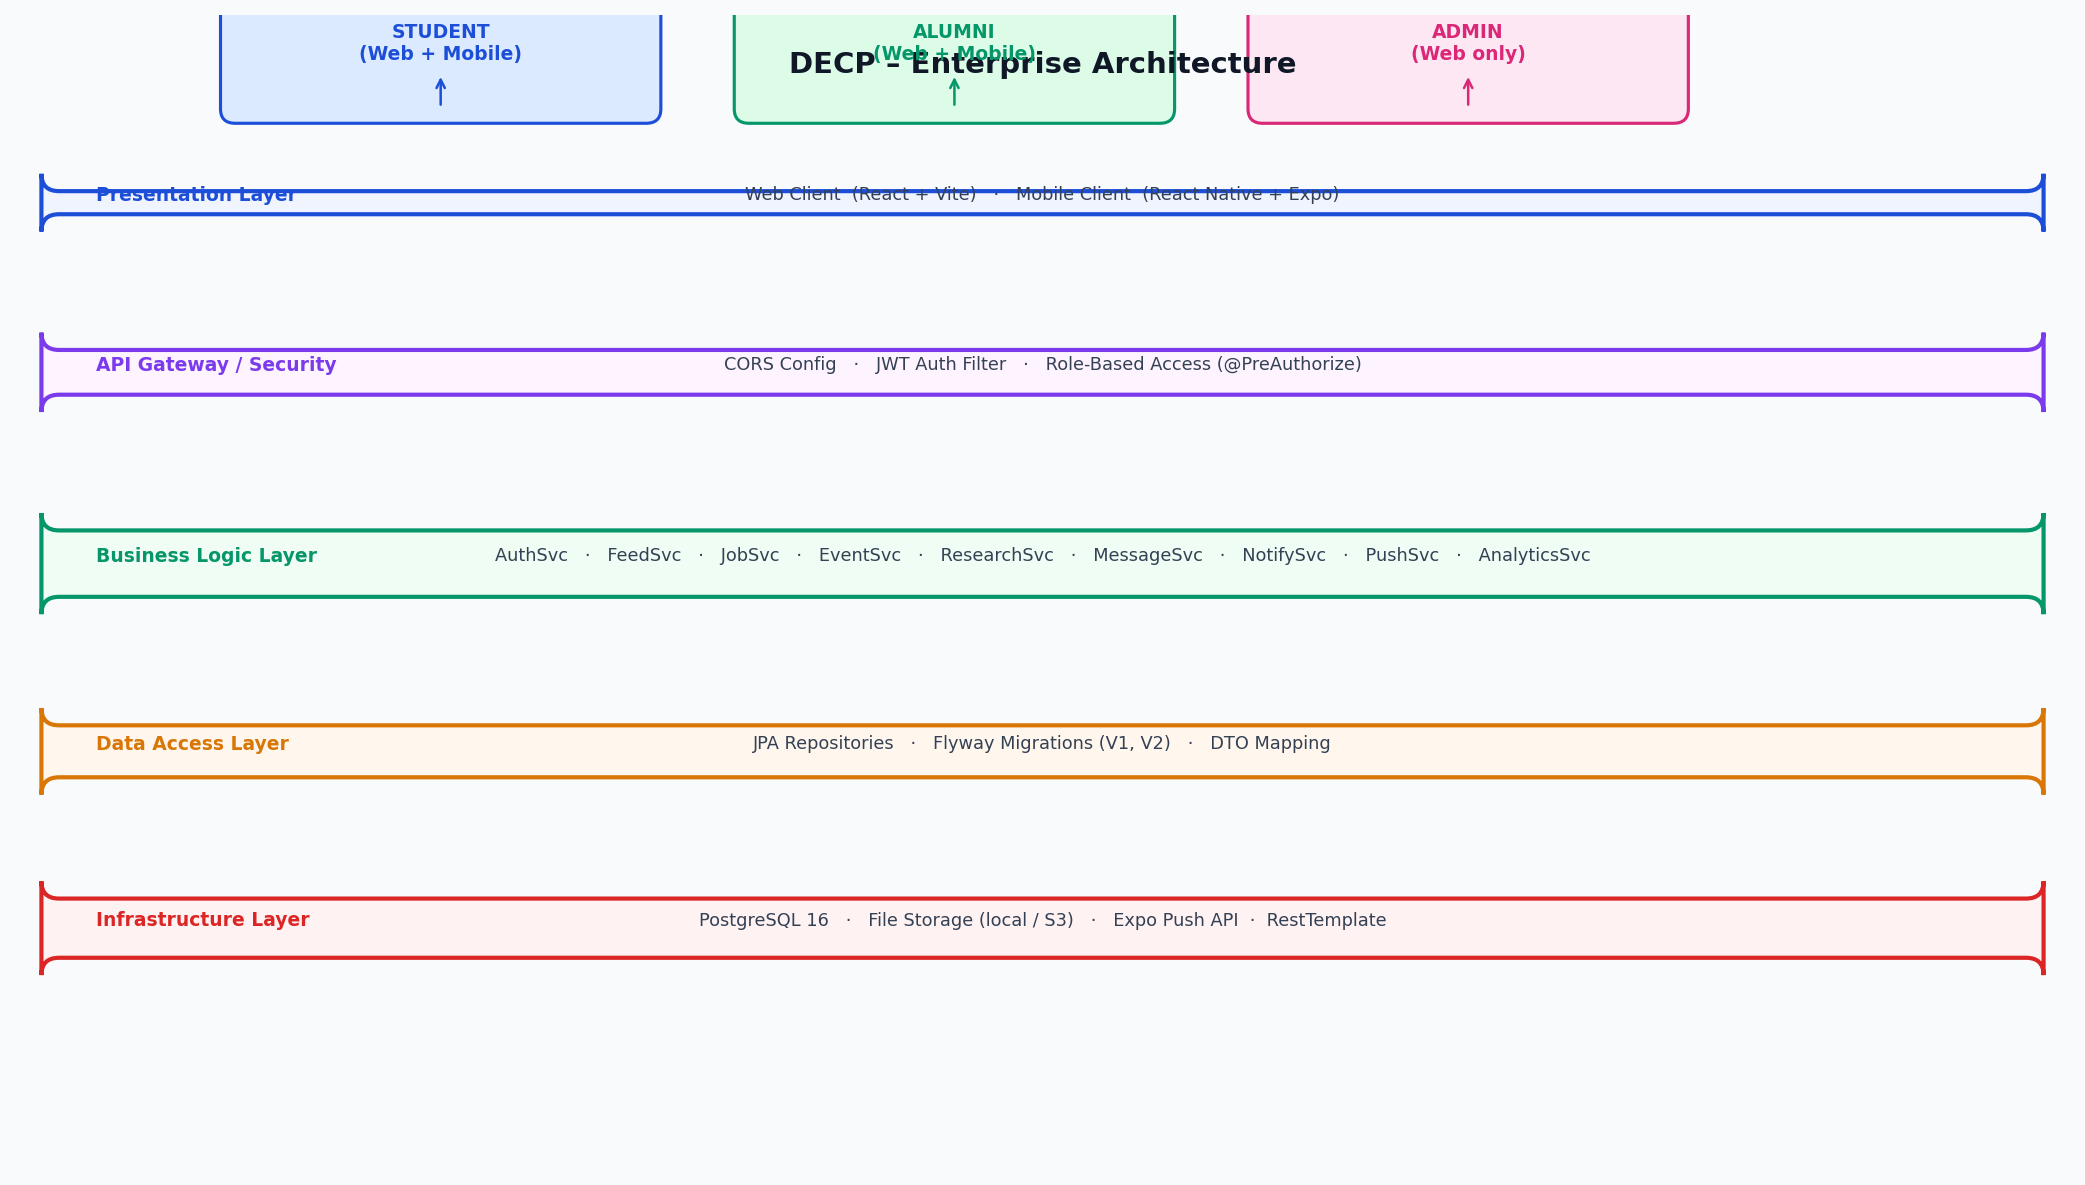 STUDENT
(Web + Mobile)
ALUMNI
(Web + Mobile)
ADMIN
(Web only)
DECP – Enterprise Architecture
Presentation Layer
Web Client (React + Vite) · Mobile Client (React Native + Expo)
API Gateway / Security
CORS Config · JWT Auth Filter · Role-Based Access (@PreAuthorize)
Business Logic Layer
AuthSvc · FeedSvc · JobSvc · EventSvc · ResearchSvc · MessageSvc · NotifySvc · PushSvc · AnalyticsSvc
Data Access Layer
JPA Repositories · Flyway Migrations (V1, V2) · DTO Mapping
Infrastructure Layer
PostgreSQL 16 · File Storage (local / S3) · Expo Push API · RestTemplate